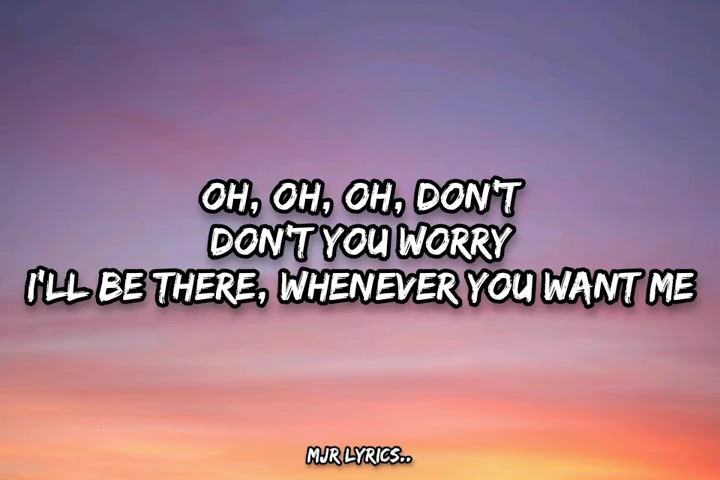 OH, OH, OH, DON'T
DON'T YOU WORRY
I'LL BE THERE, WHENEVER YOU WANT ME
MJR LYRICS..